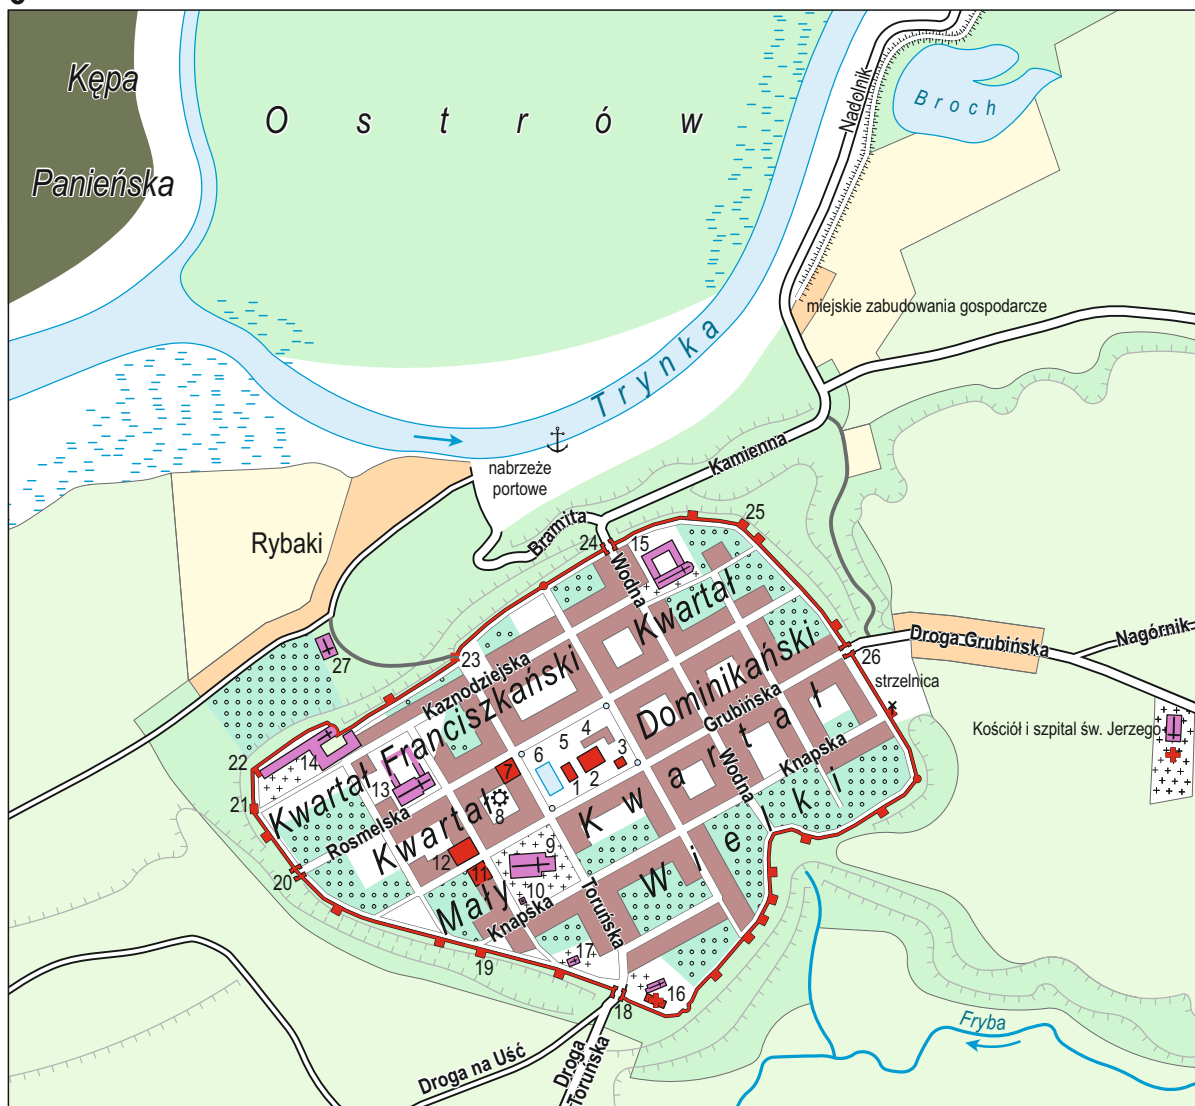 Kępa
Panieńska
Ostrów
Nadolnik
Broch
miejskie zabudowania gospodarcze
Trynka
nabrzeże
portowe
Kamienna
Bramita
Rybaki
24
15
25
Wodna
Kwartał
Dominikański
Droga Grubińska
Nagórnik
26
strzelnica
27
23
Kaznodziejska
Kwartał Franciszkański
Grubińska
Kościół i szpital św. Jerzego
22
14
21
13
6
5
4
3
7
1
2
8
Knapska
Wodna
Kwartał
Wielki
Rosmelska
Kwartał
Mały
12
11
9
10
20
Knapska
Toruńska
17
19
16
18
Droga na Uść
Droga
Toruńska
Fryba